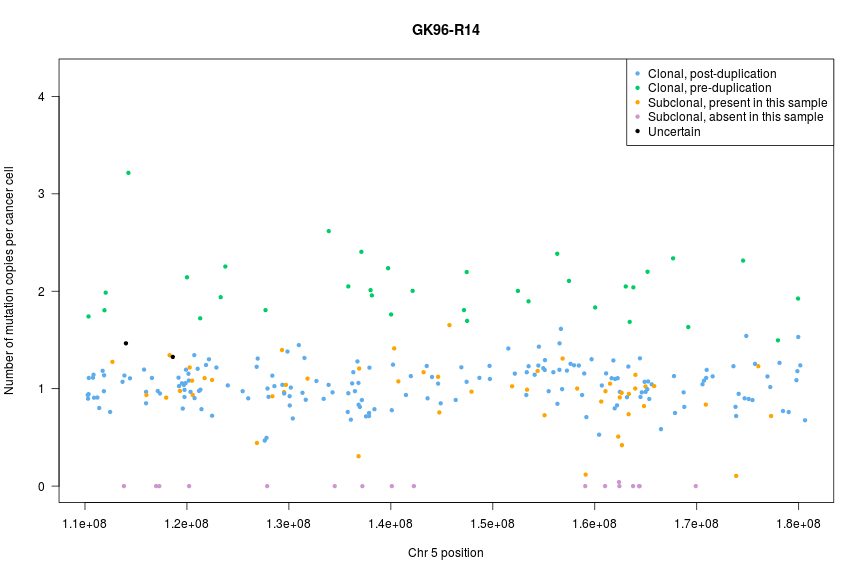 GK96-R14
Clonal, post-duplication
Clonal, pre-duplication
Subclonal, present in this sample
Subclonal, absent in this sample
Uncertain
Number of mutation copies per cancer cell
4
3
2
1
0
1.1e+08 1.2e+08 1.3e+08 1.4e+08 1.5e+08 1.6e+08 1.7e+08 1.8e+08
Chr 5 position